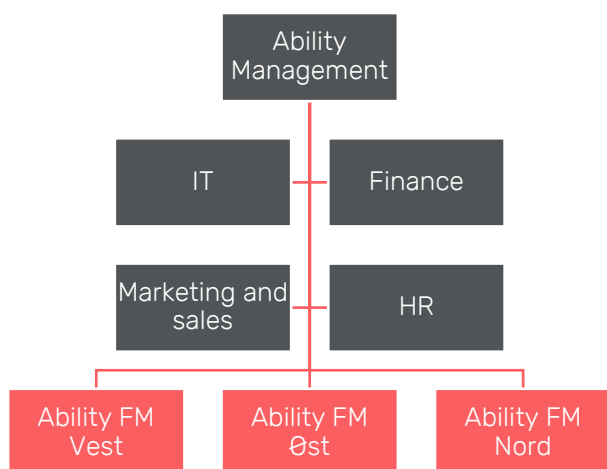 Ability
Management
IT
Finance
Marketing and
sales
HR
Ability FM
Vest
Ability FM
Øst
Ability FM
Nord